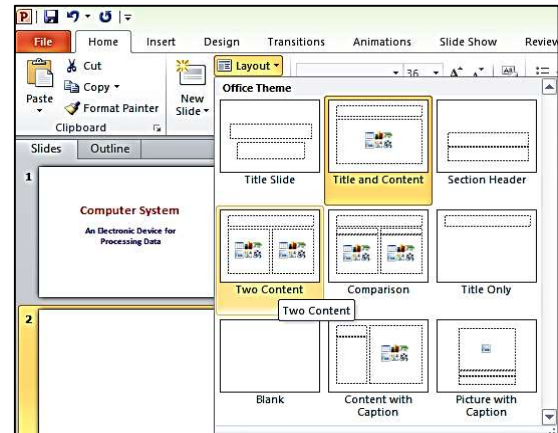 File Home Insert Design Transitions Animations Slide Show Review
Cut
Copy
Format Painter
Paste
Clipboard
New
Slide
Layout
36
Slides Outline
Office Theme
Title Slide Title and Content Section Header
Two Content Comparison Title Only
Two Content
Blank Content with
Caption Picture with
Caption
1
Computer System
An Electronic Device for
Processing Data
2